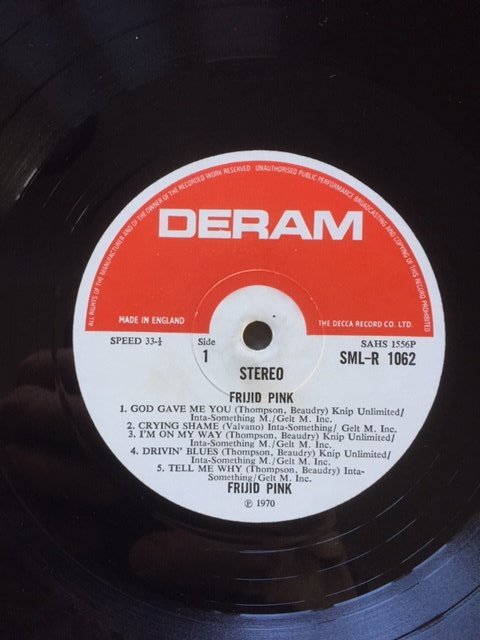 ALL RIGHTS OF THE MANUFACTURER AND OF THE OWNER OF THE RECORDED WORK RESERVED UNAUTHORISED PUBLIC PERFORMANCE BROADCASTING AND COPYING OF THIS RECORD PROHIBITED
DERAM
MADE IN ENGLAND
THE DECCA RECORD CO. LTD.
SPEED 33-⅓
Side
SAHS 1556P
1
SML-R 1062
STEREO
FRIJID PINK
1. GOD GAVE ME YOU (Thompson, Beaudry) Knip Unlimited/
Inta-Something M./Gelt M. Inc.
2. CRYING SHAME (Valvano) Inta-Something/ Gelt M. Inc.
3. I'M ON MY WAY (Thompson, Beaudry) Knip Unlimited/
Inta-Something M./ Gelt M. Inc.
4. DRIVIN' BLUES (Thompson, Beaudry) Knip Unlimited/
Inta-Something M./ Gelt M. Inc.
5. TELL ME WHY (Thompson, Beaudry) Inta-
Something/Gelt M. Inc.
FRIJID PINK
℗ 1970